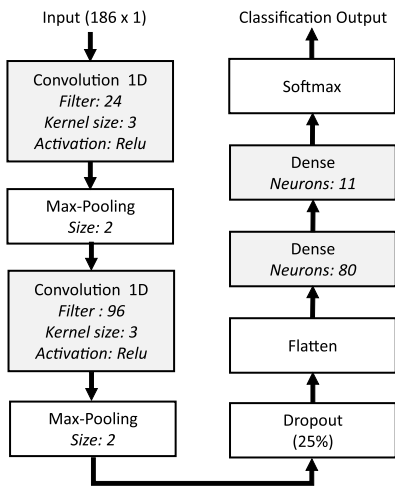 Input (186 x 1)
Convolution 1D
Filter: 24
Kernel size: 3
Activation: Relu
Max-Pooling
Size: 2
Convolution 1D
Filter : 96
Kernel size: 3
Activation: Relu
Max-Pooling
Size: 2
Dropout
(25%)
Flatten
Dense
Neurons: 80
Dense
Neurons: 11
Softmax
Classification Output